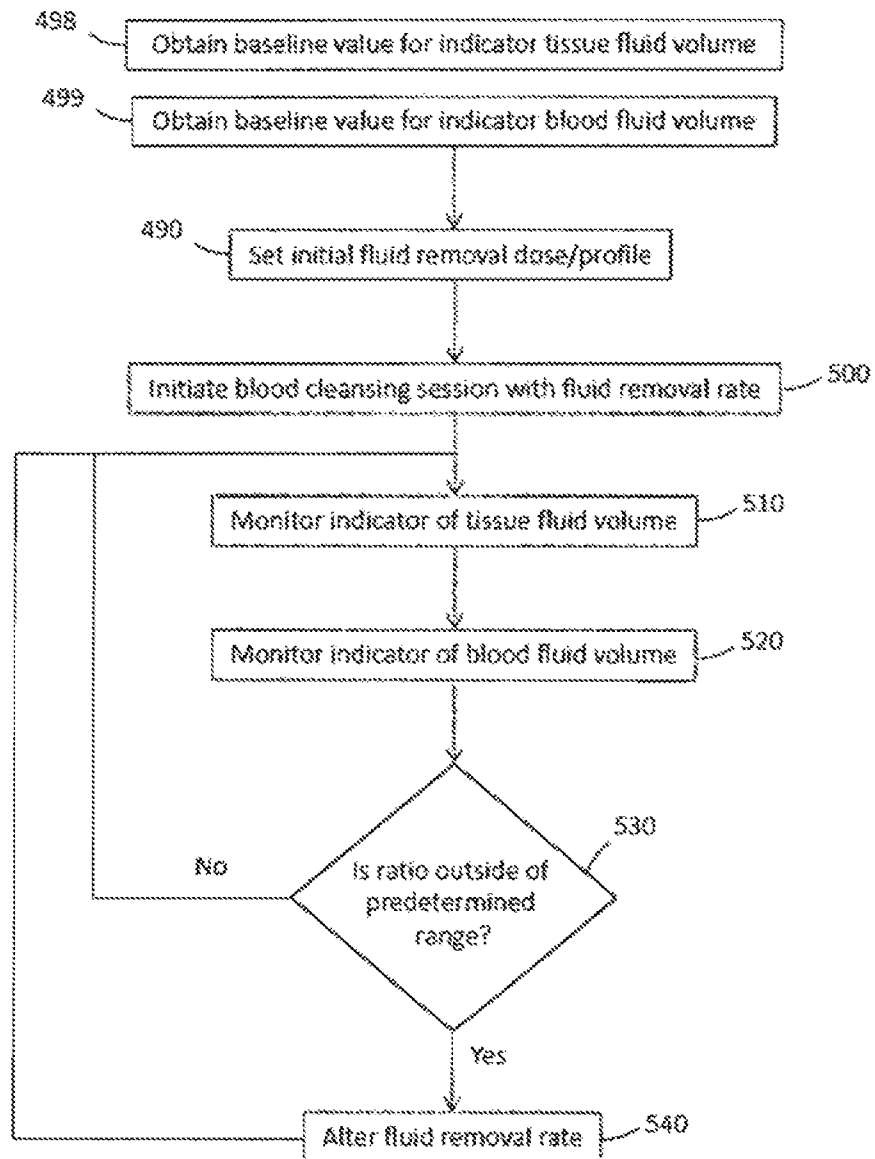 498
Obtain baseline value for indicator tissue fluid volume
499
Obtain baseline value for indicator blood fluid volume
490
Set initial fluid removal dose/profile
Initiate blood cleansing session with fluid removal rate
500
Monitor indicator of tissue fluid volume
510
Monitor indicator of blood fluid volume
520
530
No
Is ratio outside of
predetermined
range?
Yes
Alter fluid removal rate
540